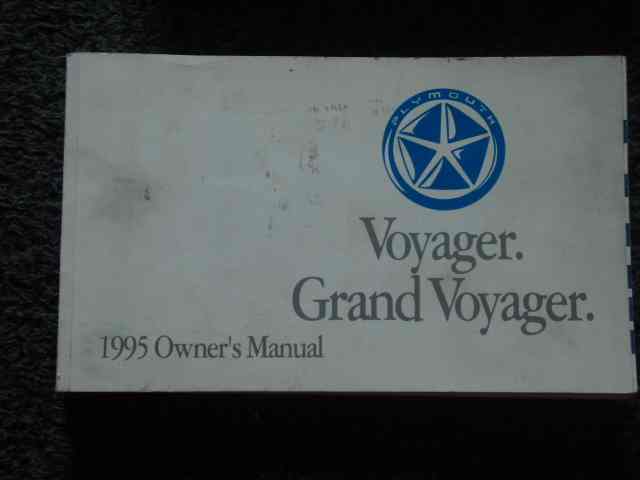 PLYMOUTH
Voyager.
Grand Voyager.
1995 Owner's Manual